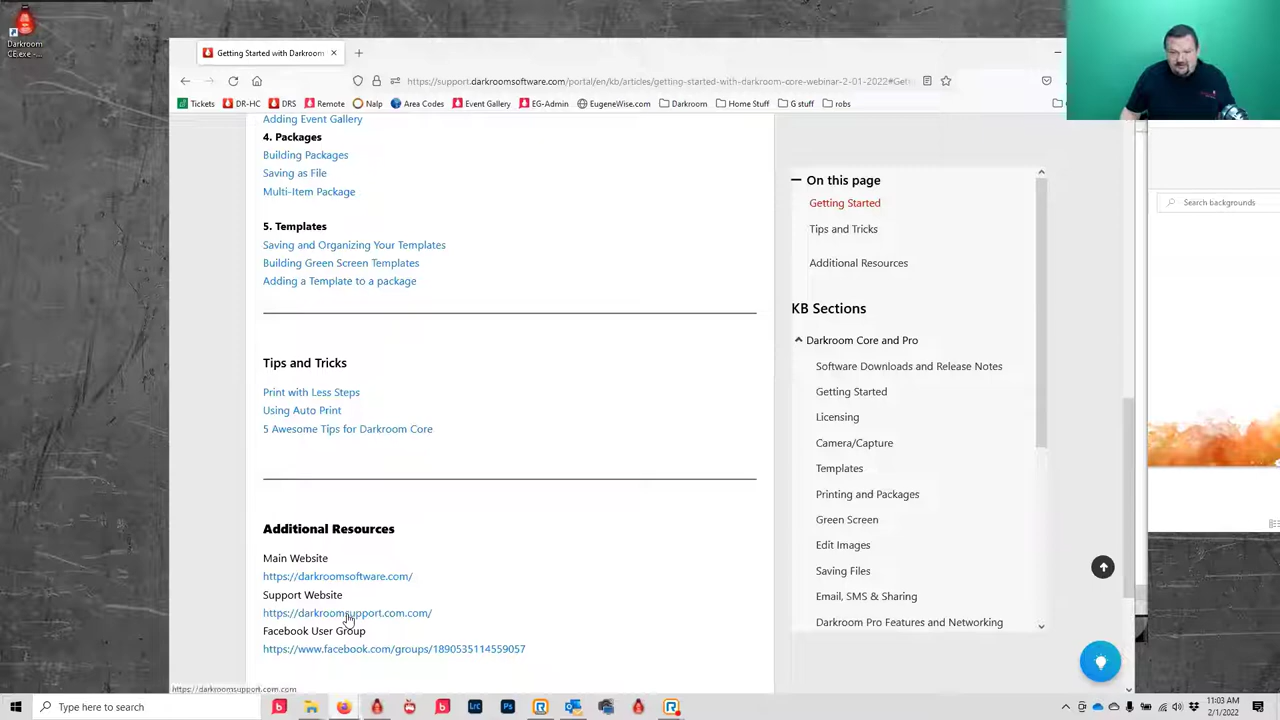 Darkroom
CE.exe -...
Getting Started with Darkroom
https://support.darkroomsoftware.com/portal/en/kb/articles/getting-started-with-darkroom-core-webinar-2-01-2022#Get
Tickets
DR-HC
DRS
Remote
Nalp
Area Codes
Event Gallery
EG-Admin
EugeneWise.com
Darkroom
Home Stuff
G stuff
robs
Adding Event Gallery
4. Packages
Building Packages
Saving as File
Multi-Item Package
5. Templates
Saving and Organizing Your Templates
Building Green Screen Templates
Adding a Template to a package
Tips and Tricks
Print with Less Steps
Using Auto Print
5 Awesome Tips for Darkroom Core
Additional Resources
Main Website
https://darkroomsoftware.com/
Support Website
https://darkroomsupport.com.com/
Facebook User Group
https://www.facebook.com/groups/1890535114559057
On this page
Getting Started
Tips and Tricks
Additional Resources
KB Sections
Darkroom Core and Pro
Software Downloads and Release Notes
Getting Started
Licensing
Camera/Capture
Templates
Printing and Packages
Green Screen
Edit Images
Saving Files
Email, SMS & Sharing
Darkroom Pro Features and Networking
Search backgrounds
https://darkroomsupport.com.com
Type here to search
Lrc
Ps
11:03 AM
2/1/2022